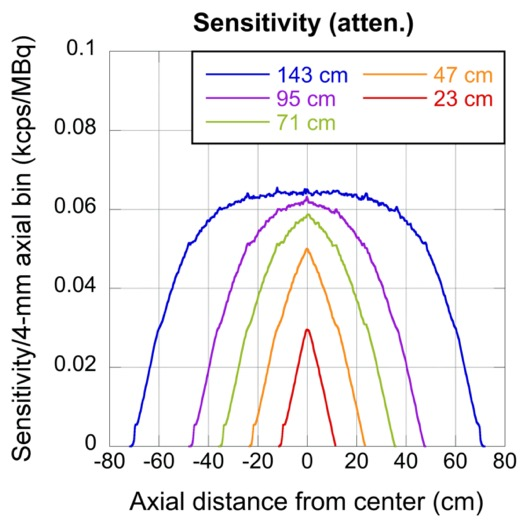 Sensitivity (atten.)
Sensitivity/4-mm axial bin (kcps/MBq)
0.1
0.08
0.06
0.04
0.02
0
143 cm 47 cm
95 cm 23 cm
71 cm
-80 -60 -40 -20 0 20 40 60 80
Axial distance from center (cm)